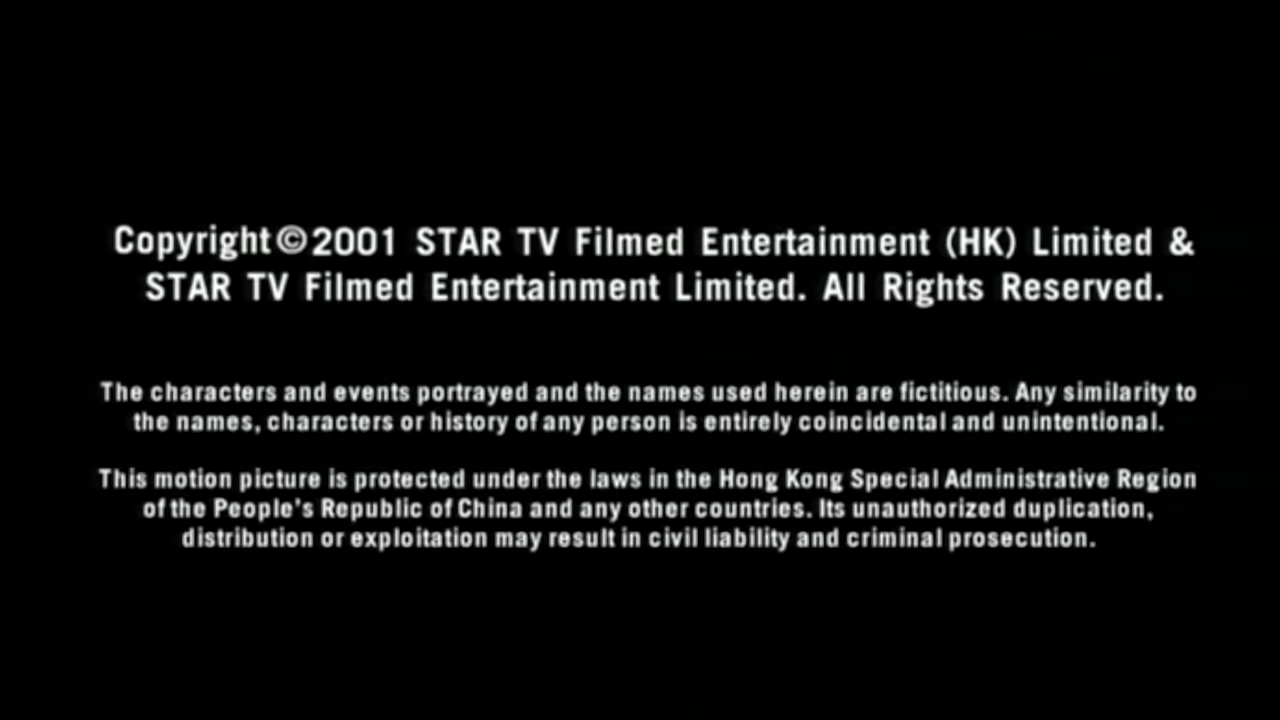 Copyright©2001 STAR TV Filmed Entertainment (HK) Limited &
STAR TV Filmed Entertainment Limited. All Rights Reserved.
The characters and events portrayed and the names used herein are fictitious. Any similarity to
the names, characters or history of any person is entirely coincidental and unintentional.
This motion picture is protected under the laws in the Hong Kong Special Administrative Region
of the People's Republic of China and any other countries. Its unauthorized duplication,
distribution or exploitation may result in civil liability and criminal prosecution.